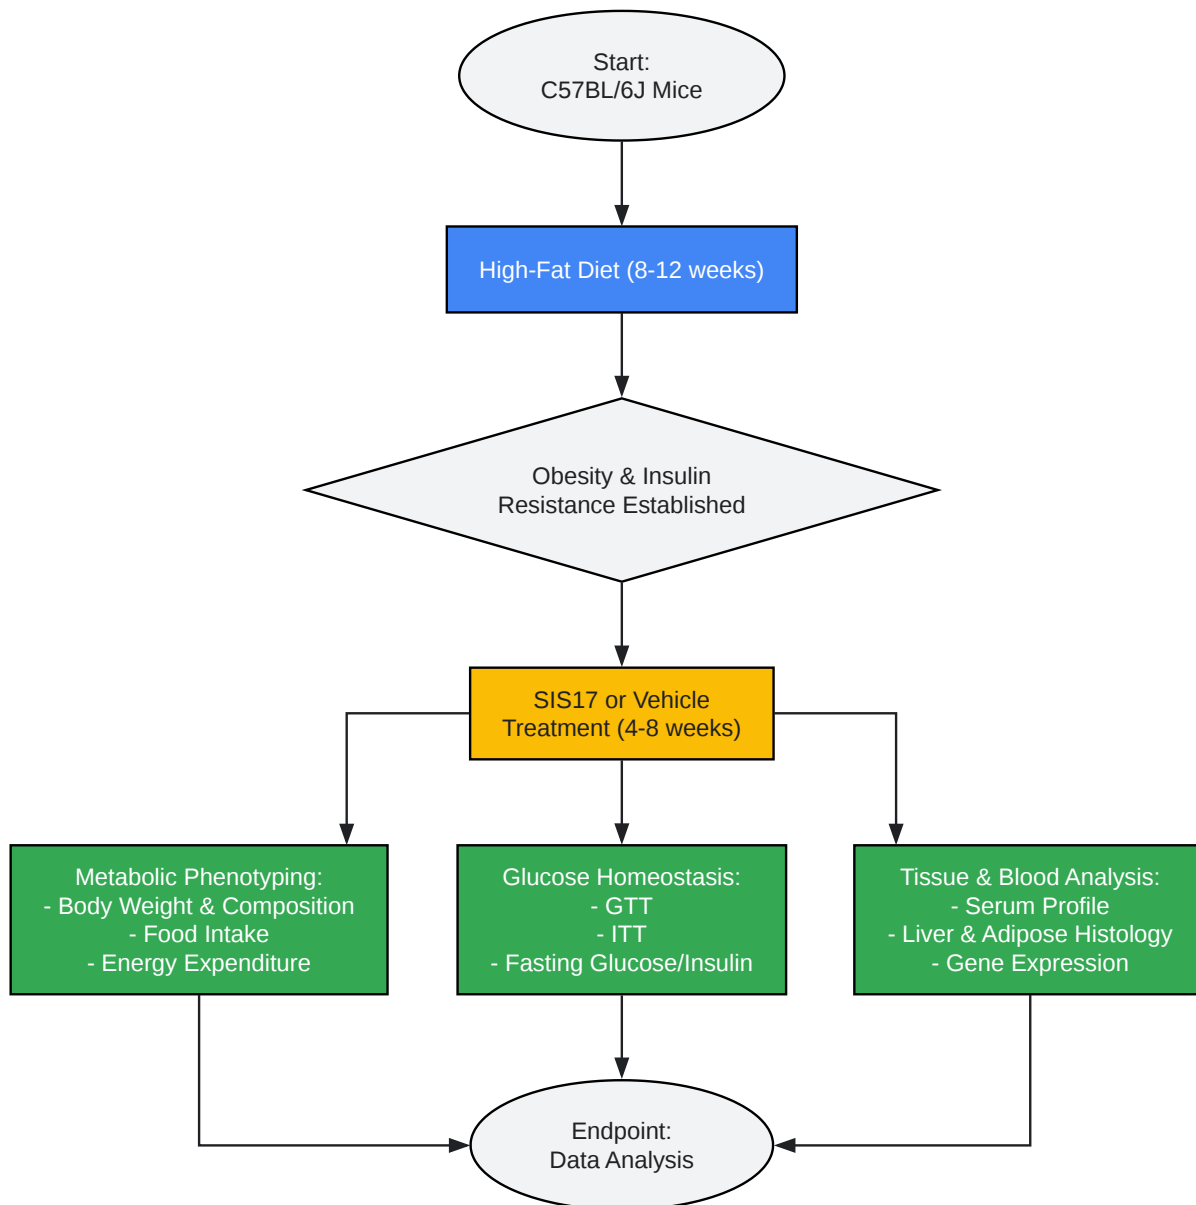 Start:
C57BL/6J Mice
High-Fat Diet (8-12 weeks)
Obesity & Insulin
Resistance Established
SIS17 or Vehicle
Treatment (4-8 weeks)
Metabolic Phenotyping:
- Body Weight & Composition
- Food Intake
- Energy Expenditure
Glucose Homeostasis:
- GTT
- ITT
- Fasting Glucose/Insulin
Tissue & Blood Analysis:
- Serum Profile
- Liver & Adipose Histology
- Gene Expression
Endpoint:
Data Analysis